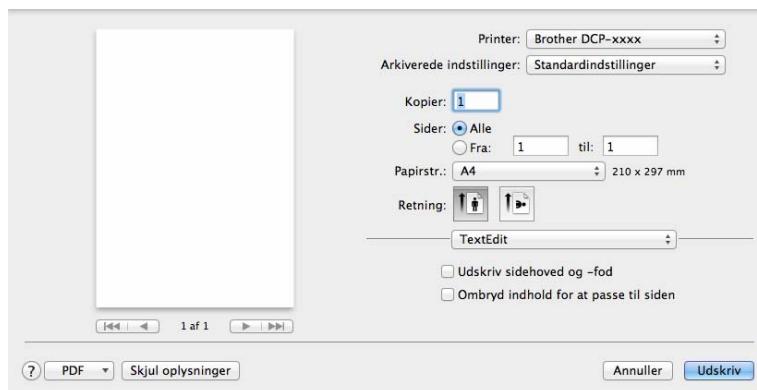 Printer: Brother DCP-xxxx
Arkiverede indstillinger: Standardindstillinger
Kopier: 1
Sider: Alle
Fra: 1 til: 1
Papirstr.: A4 210 x 297 mm
Retning:
TextEdit
Udskriv sidehoved og -fod
Ombryd indhold for at passe til siden
1 af 1
? PDF Skjul oplysninger Annuller Udskriv